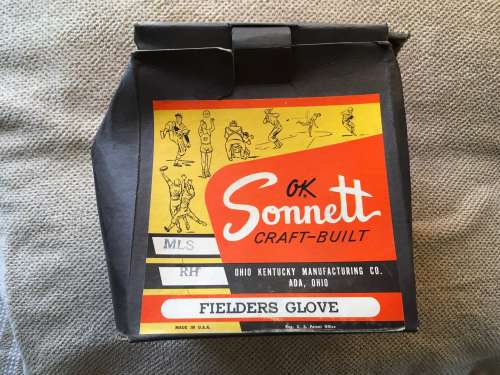 O.K.
Sonnett
CRAFT-BUILT
MLS
RH
OHIO KENTUCKY MANUFACTURING CO.
ADA, OHIO
FIELDERS GLOVE
MADE IN U.S.A.
Reg. U. S. Patent Office